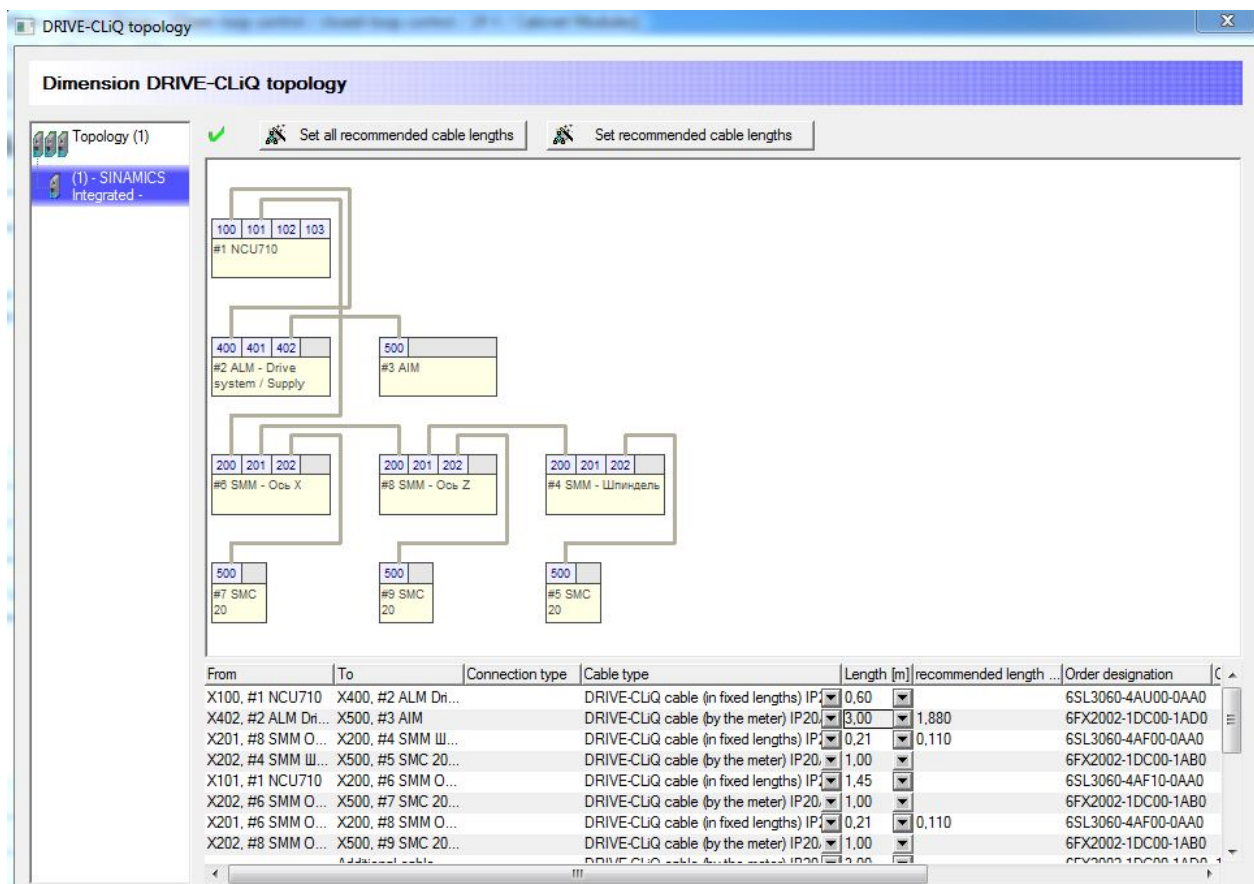 DRIVE-CLiQ topology
Dimension DRIVE-CLiQ topology
Topology (1)
Set all recommended cable lengths
Set recommended cable lengths
(1) - SINAMICS
Integrated -
100 101 102 103
#1 NCU710
400 401 402
#2 ALM - Drive
system / Supply
500
#3 AIM
200 201 202
#6 SMM - Ось X
200 201 202
#8 SMM - Ось Z
200 201 202
#4 SMM - Шпиндель
500
#7 SMC
20
500
#9 SMC
20
500
#5 SMC
20
From To Connection type Cable type Length [m] recommended length ... Order designation
X100, #1 NCU710 X400, #2 ALM Dri... DRIVE-CLiQ cable (in fixed lengths) 0,60 6SL3060-4AU00-0AA0
X402, #2 ALM Dri... X500, #3 AIM DRIVE-CLiQ cable (by the meter) IP20/ 3,00 1,880 6FX2002-1DC00-1AD0
X201, #8 SMM O... X200, #4 SMM Ш... DRIVE-CLiQ cable (in fixed lengths) 0,21 0,110 6SL3060-4AF00-0AA0
X202, #4 SMM Ш... X500, #5 SMC 20... DRIVE-CLiQ cable (by the meter) IP20/ 1,00 6FX2002-1DC00-1AB0
X101, #1 NCU710 X200, #6 SMM O... DRIVE-CLiQ cable (in fixed lengths) 1,45 6SL3060-4AF10-0AA0
X202, #6 SMM O... X500, #7 SMC 20... DRIVE-CLiQ cable (by the meter) IP20/ 1,00 6FX2002-1DC00-1AB0
X201, #6 SMM O... X200, #8 SMM O... DRIVE-CLiQ cable (in fixed lengths) 0,21 0,110 6SL3060-4AF00-0AA0
X202, #8 SMM O... X500, #9 SMC 20... DRIVE-CLiQ cable (by the meter) IP20/ 1,00 6FX2002-1DC00-1AB0